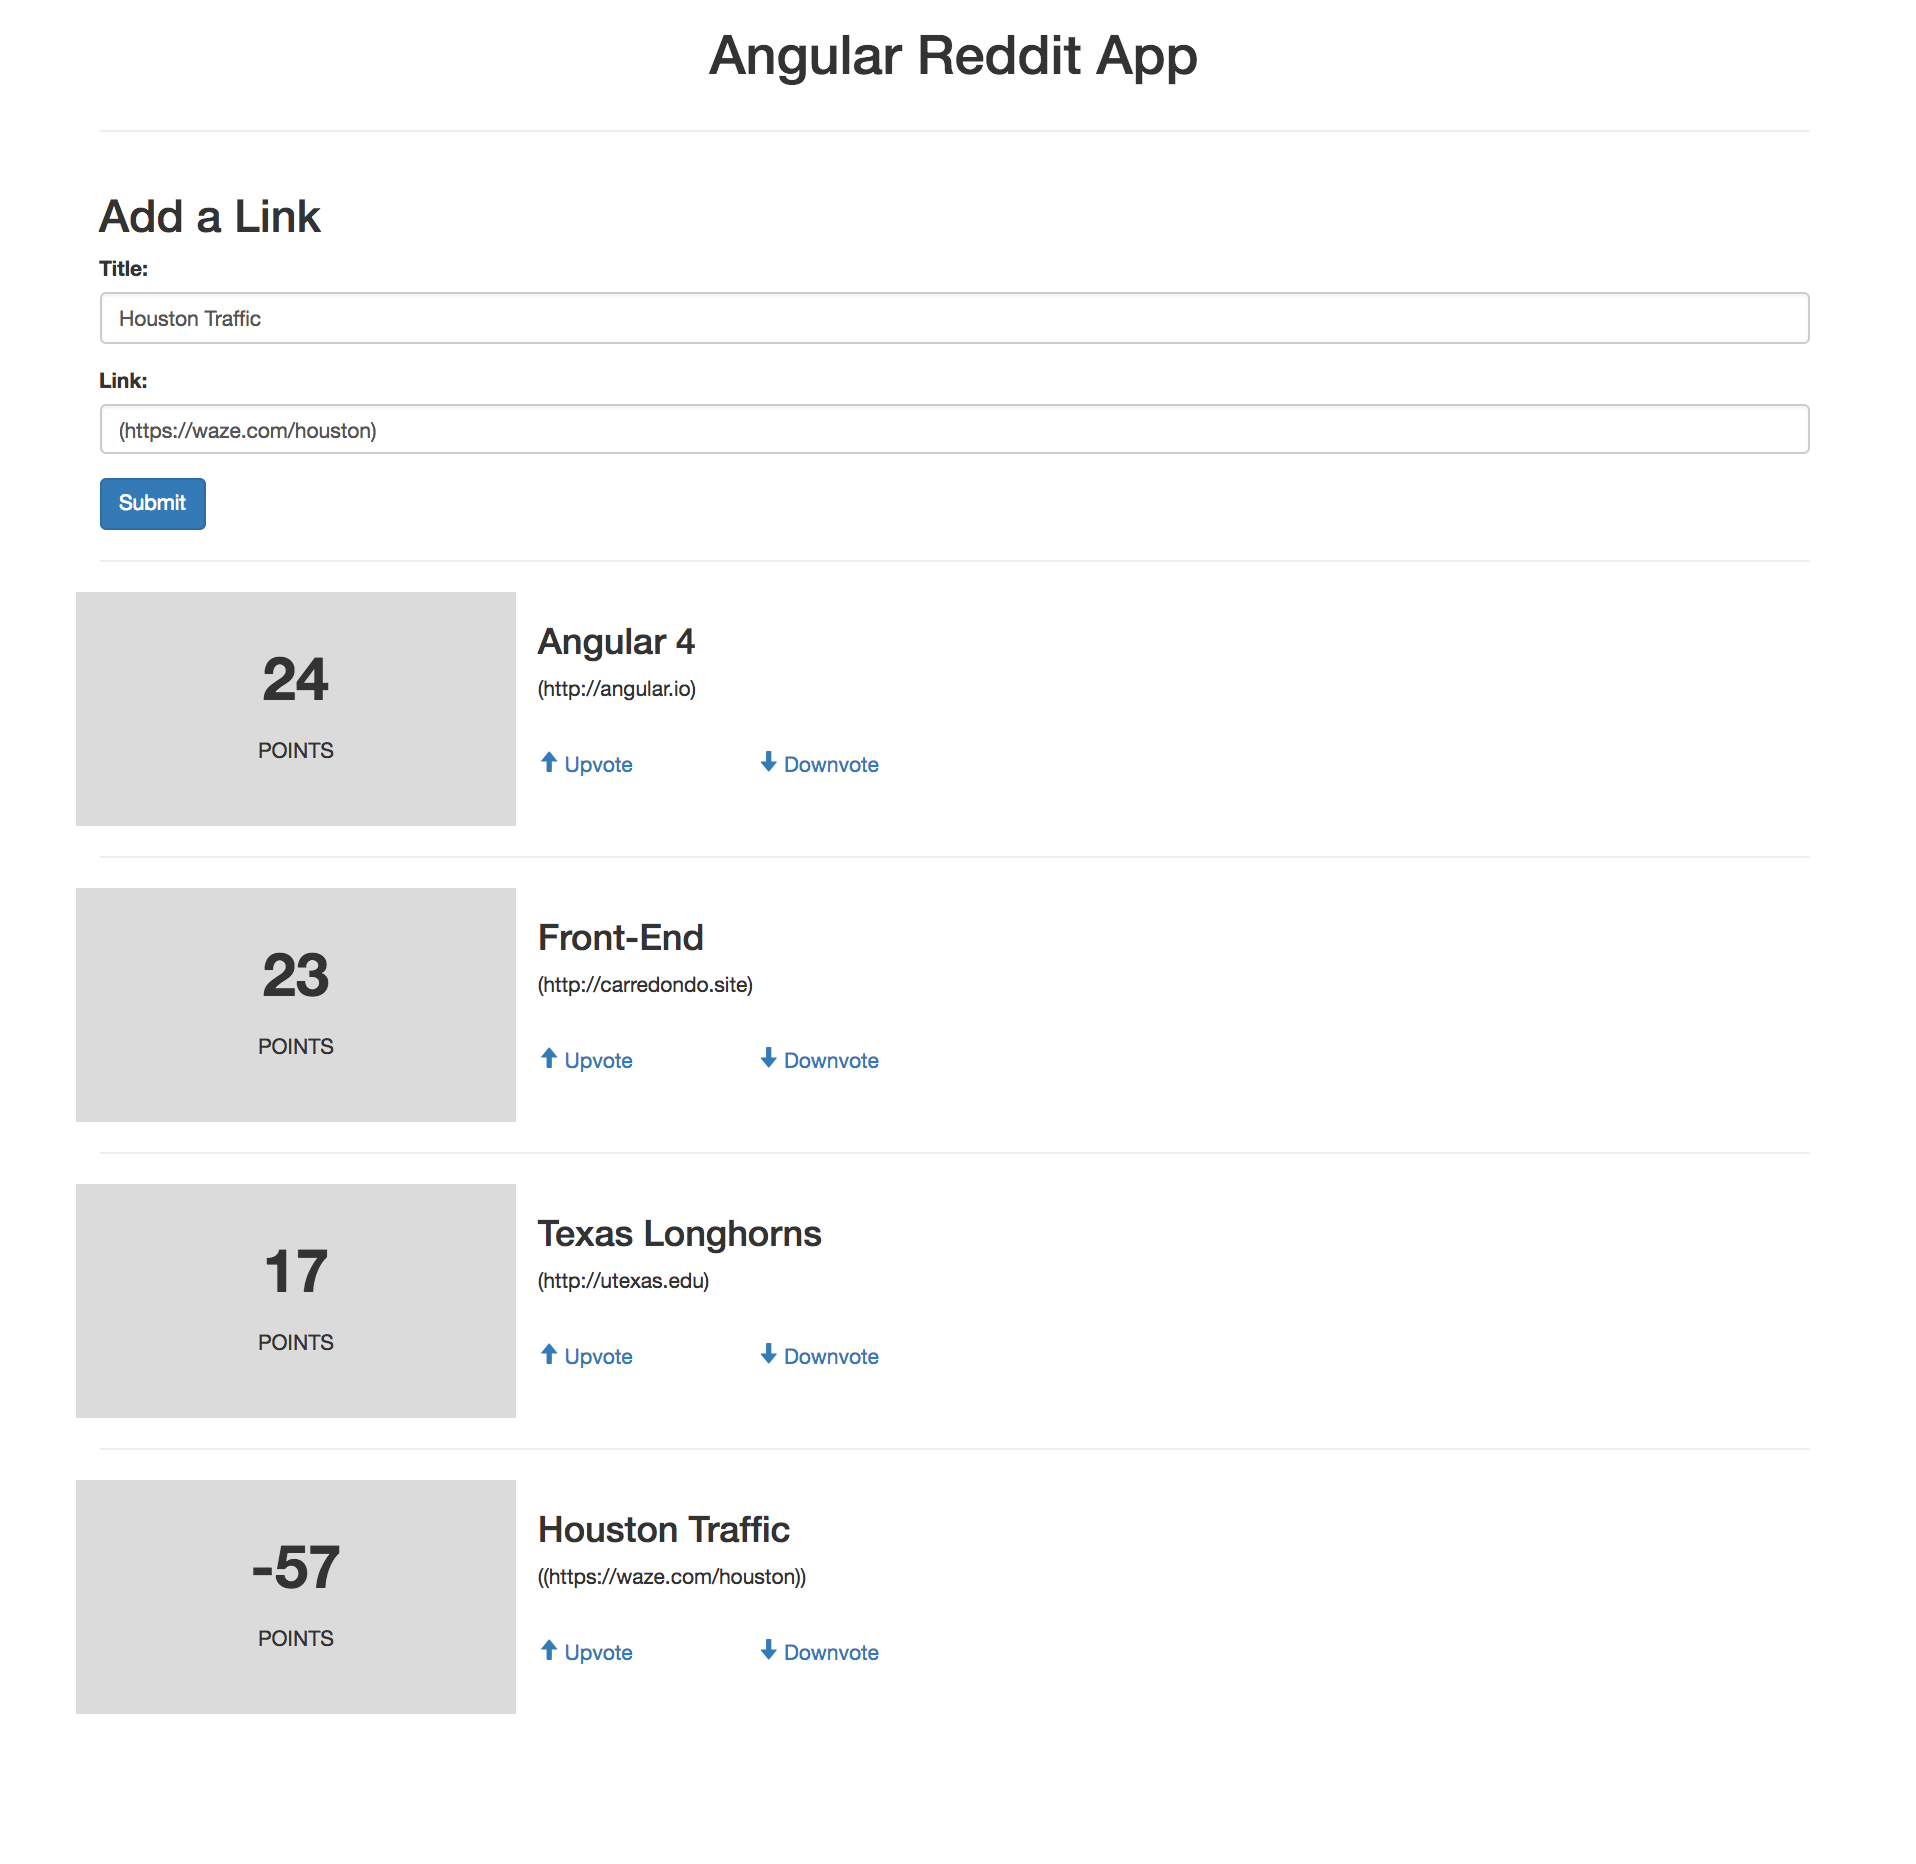 Angular Reddit App
Add a Link
Title:
Houston Traffic
Link:
(https://waze.com/houston)
Submit
24
POINTS
Angular 4
(http://angular.io)
Upvote Downvote
23
POINTS
Front-End
(http://carredondo.site)
Upvote Downvote
17
POINTS
Texas Longhorns
(http://utexas.edu)
Upvote Downvote
-57
POINTS
Houston Traffic
((https://waze.com/houston))
Upvote Downvote